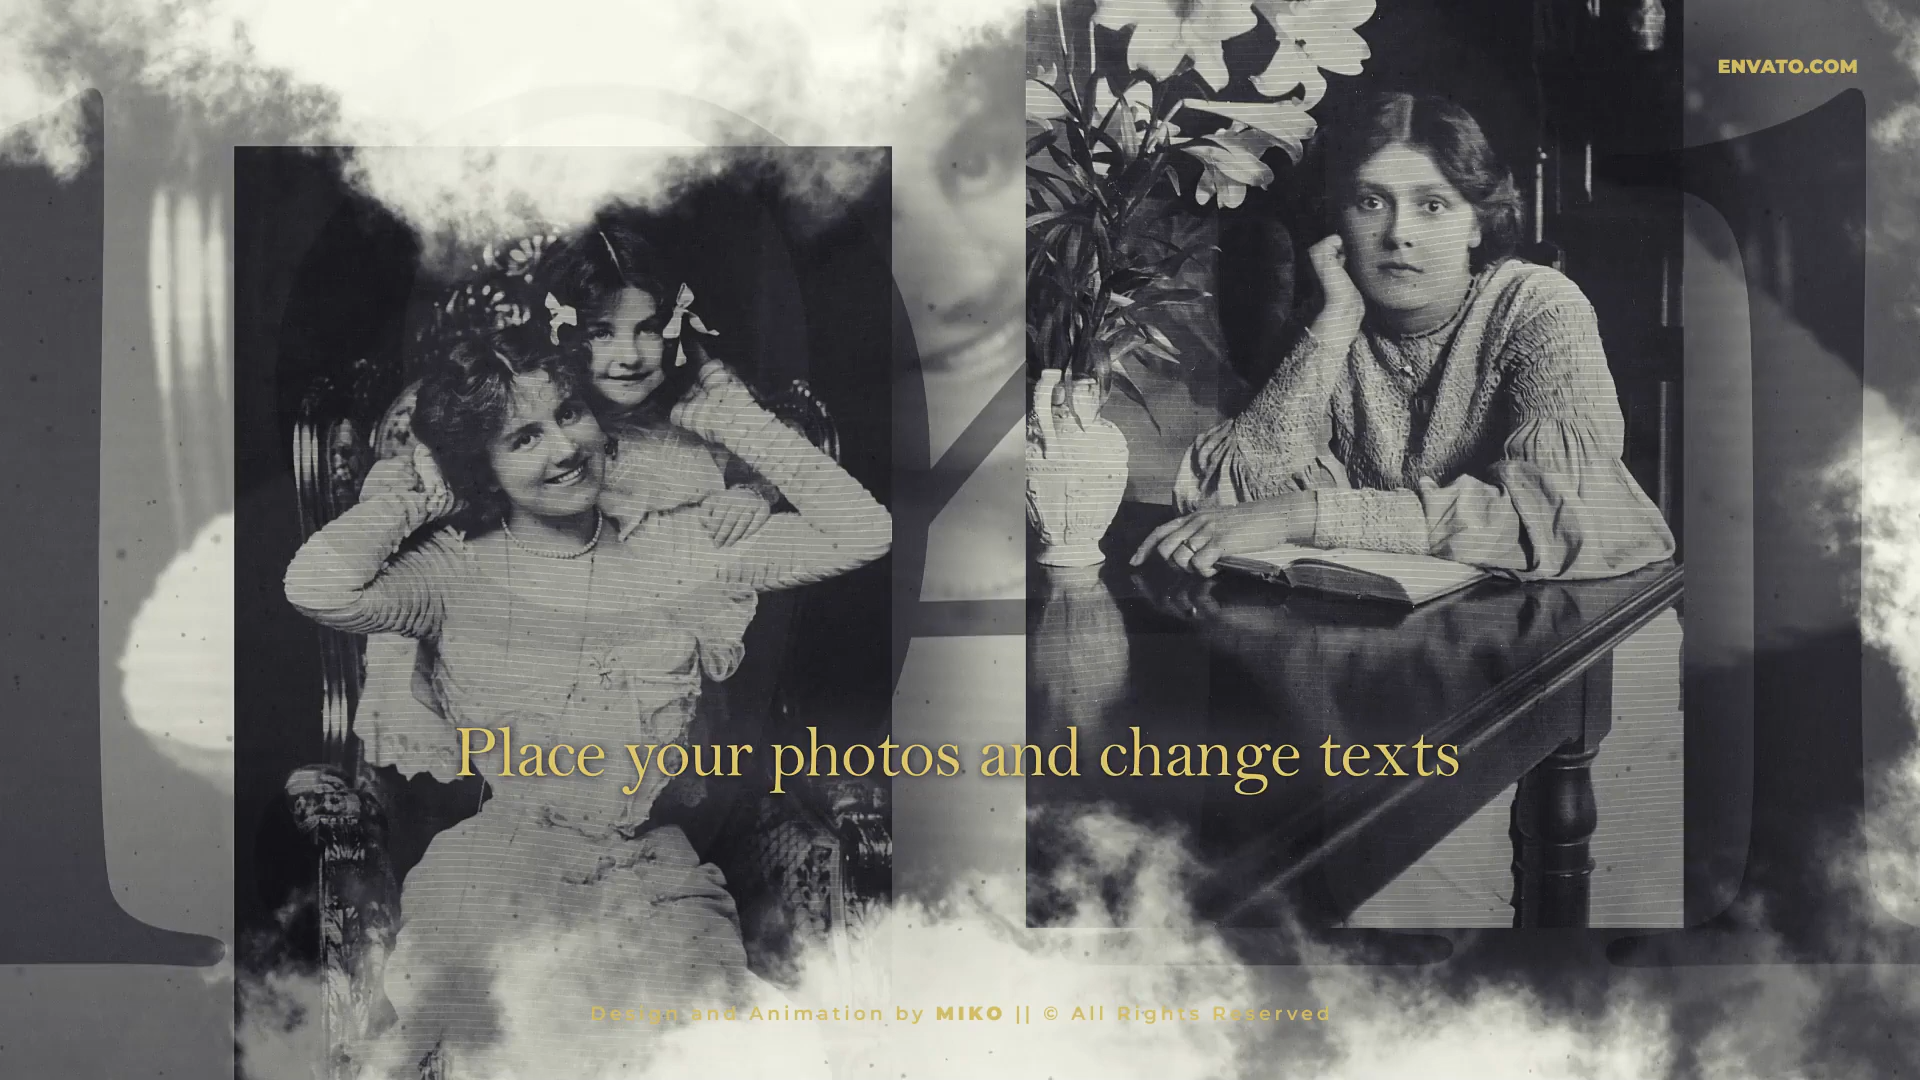 ENVATO.COM
Place your photos and change texts
Design and Animation by MIKO || © All Rights Reserved